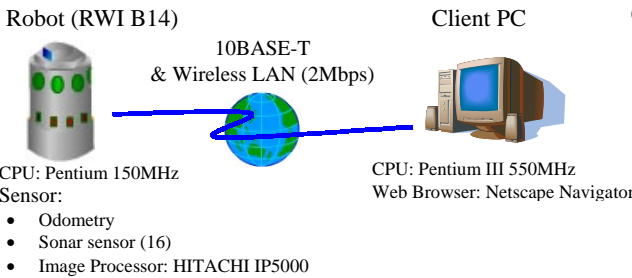 Robot (RWI B14)
Client PC
10BASE-T
& Wireless LAN (2Mbps)
CPU: Pentium 150MHz
Sensor:
• Odometry
• Sonar sensor (16)
• Image Processor: HITACHI IP5000
CPU: Pentium III 550MHz
Web Browser: Netscape Navigator